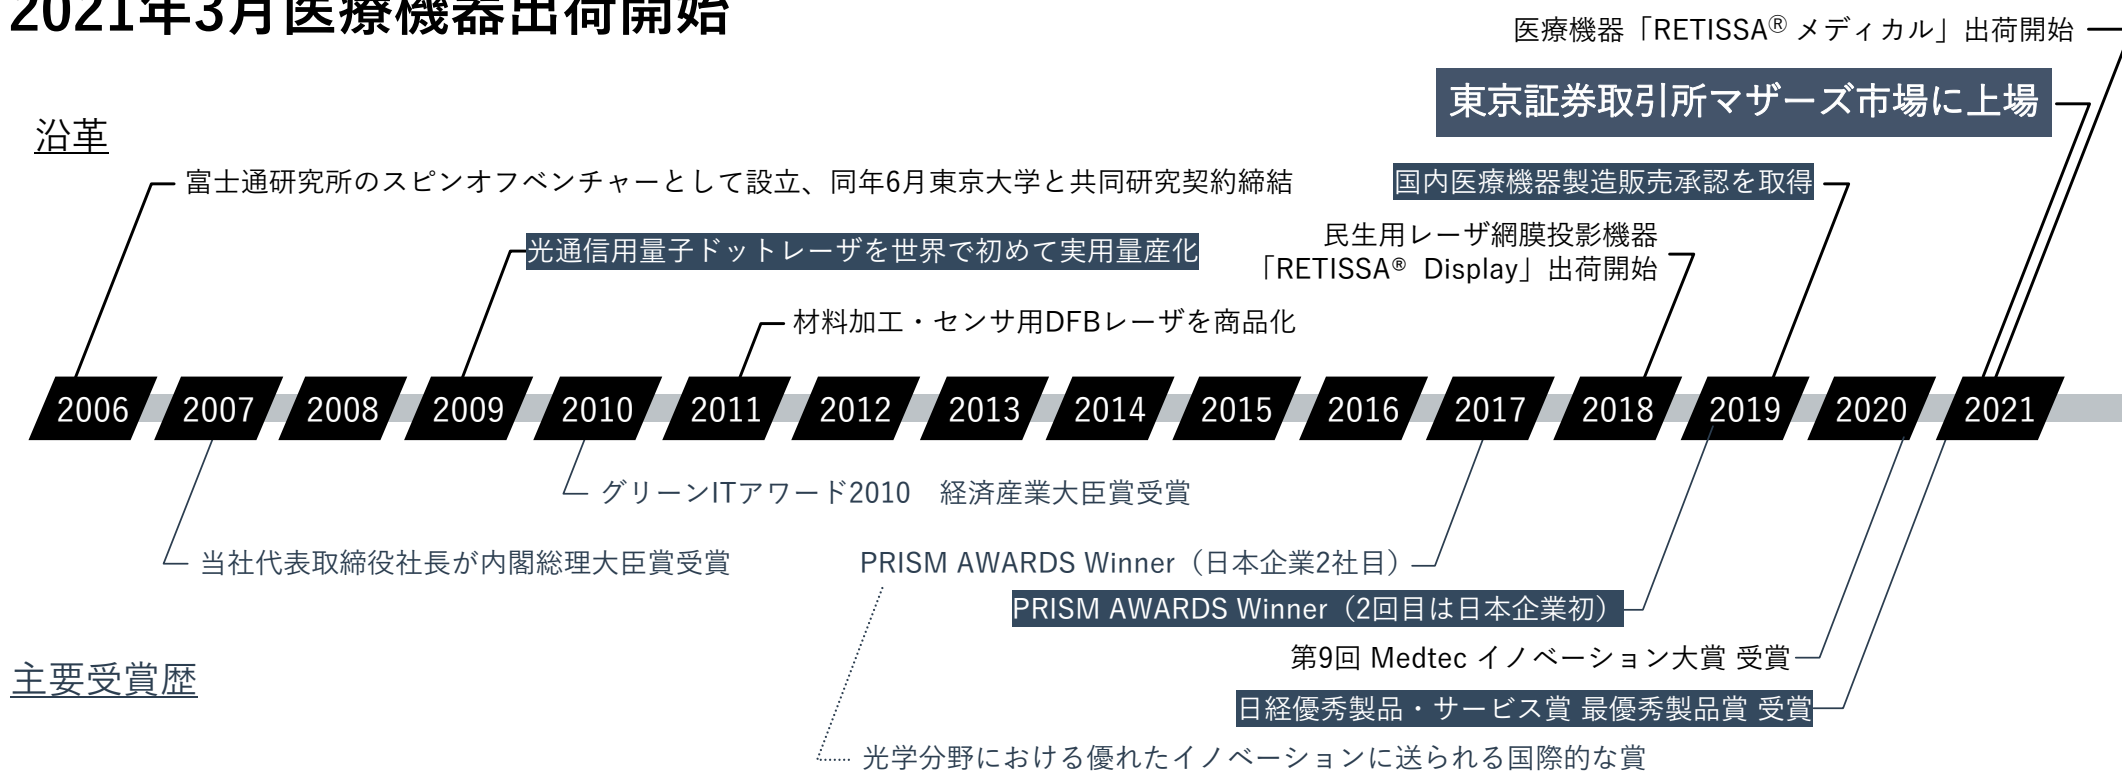 2021年3月医療機器出荷開始
医療機器「RETISSA® メディカル」出荷開始
東京証券取引所マザーズ市場に上場
沿革
富士通研究所のスピンオフベンチャーとして設立、同年6月東京大学と共同研究契約締結
国内医療機器製造販売承認を取得
光通信用量子ドットレーザを世界で初めて実用量産化
民生用レーザ網膜投影機器
「RETISSA® Display」出荷開始
材料加工・センサ用DFBレーザを商品化
2006 2007 2008 2009 2010 2011 2012 2013 2014 2015 2016 2017 2018 2019 2020 2021
グリーンITアワード2010　経済産業大臣賞受賞
当社代表取締役社長が内閣総理大臣賞受賞
PRISM AWARDS Winner（日本企業2社目）
PRISM AWARDS Winner（2回目は日本企業初）
第9回 Medtec イノベーション大賞 受賞
主要受賞歴
日経優秀製品・サービス賞 最優秀製品賞 受賞
光学分野における優れたイノベーションに送られる国際的な賞